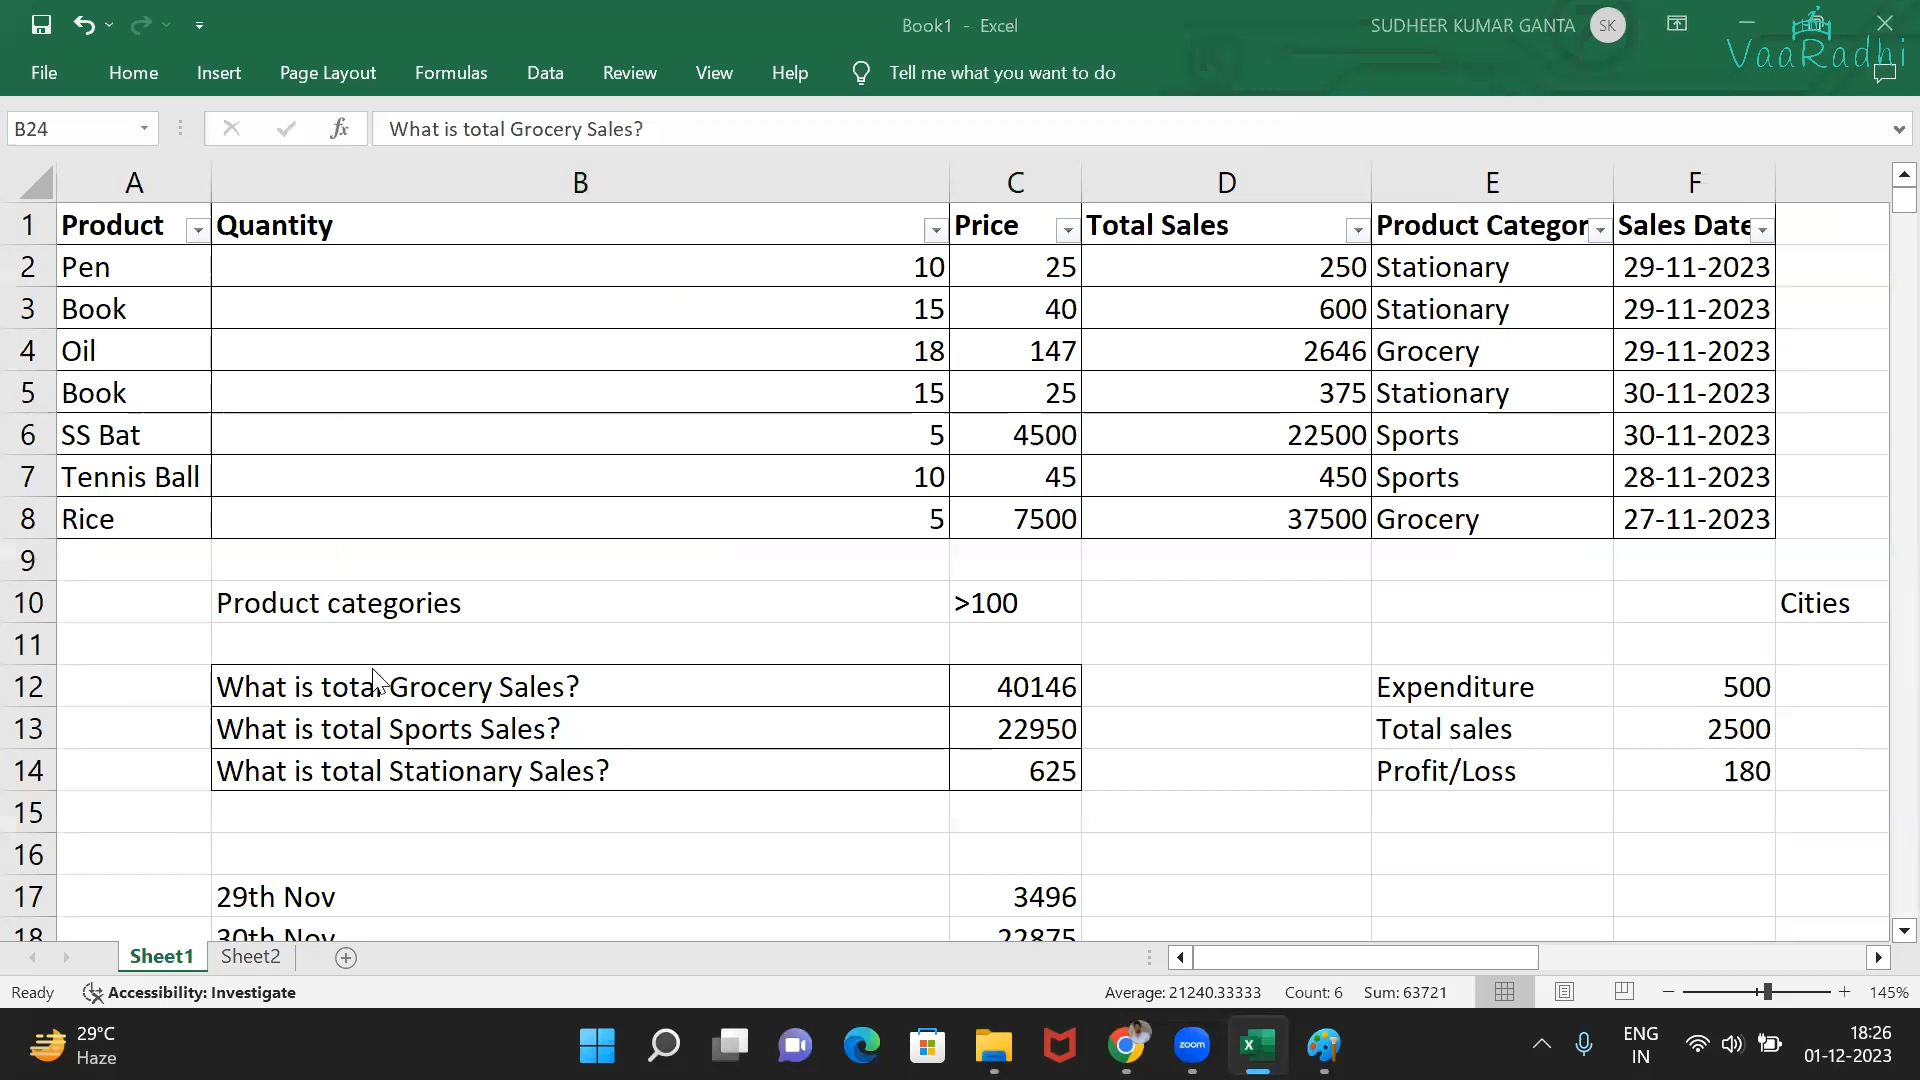 Book1 - Excel
SUDHEER KUMAR GANTA
SK
VaaRadhi
File Home Insert Page Layout Formulas Data Review View Help Tell me what you want to do
B24
fx
What is total Grocery Sales?
A B C D E F
1 Product Quantity Price Total Sales Product Categor Sales Date
2 Pen 10 25 250 Stationary 29-11-2023
3 Book 15 40 600 Stationary 29-11-2023
4 Oil 18 147 2646 Grocery 29-11-2023
5 Book 15 25 375 Stationary 30-11-2023
6 SS Bat 5 4500 22500 Sports 30-11-2023
7 Tennis Ball 10 45 450 Sports 28-11-2023
8 Rice 5 7500 37500 Grocery 27-11-2023
9
10 Product categories >100 Cities
11
12 What is total Grocery Sales? 40146 Expenditure 500
13 What is total Sports Sales? 22950 Total sales 2500
14 What is total Stationary Sales? 625 Profit/Loss 180
15
16
17 29th Nov 3496
18 30th Nov 22875
Sheet1 Sheet2
Ready Accessibility: Investigate Average: 21240.33333 Count: 6 Sum: 63721 145%
29°C
Haze
zoom
ENG
IN
18:26
01-12-2023